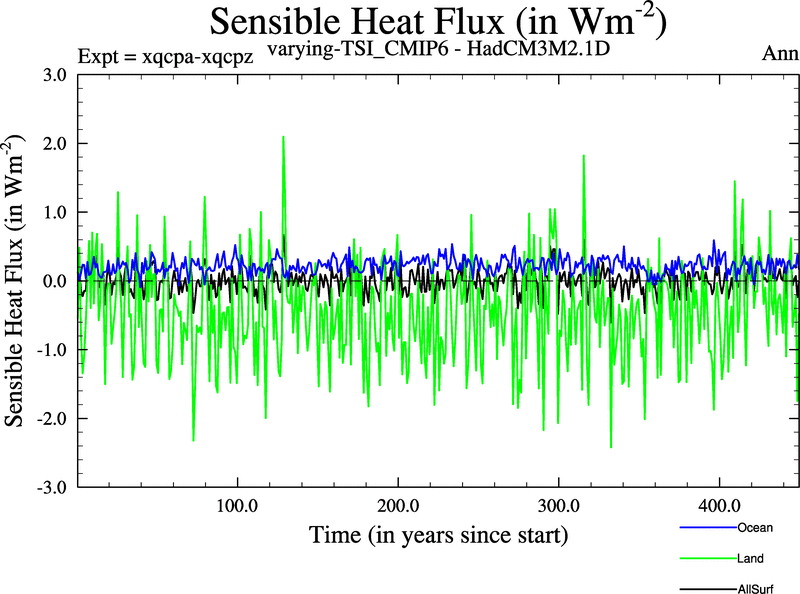 Sensible Heat Flux (in Wm-2)
Expt = xqcpa-xqcpz varying-TSI_CMIP6 - HadCM3M2.1D Ann
3.0
2.0
1.0
0.0
-1.0
-2.0
-3.0
Sensible Heat Flux (in Wm-2)
100.0 200.0 300.0 400.0
Time (in years since start)
Ocean
Land
AllSurf